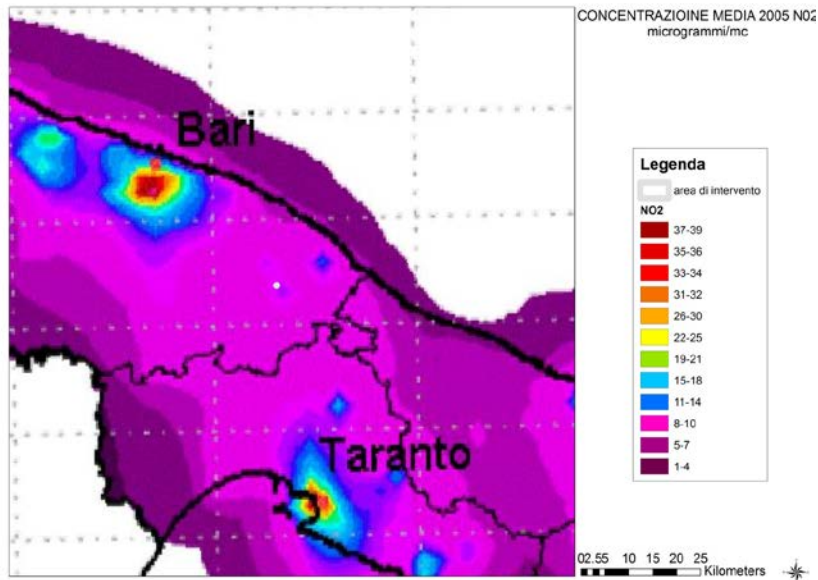 CONCENTRAZIOINE MEDIA 2005 N02
microgrammi/mc
Bari
Taranto
Legenda
area di intervento
NO2
37-39
35-36
33-34
31-32
26-30
22-25
19-21
15-18
11-14
8-10
5-7
1-4
02.55 10 15 20 25
Kilometers